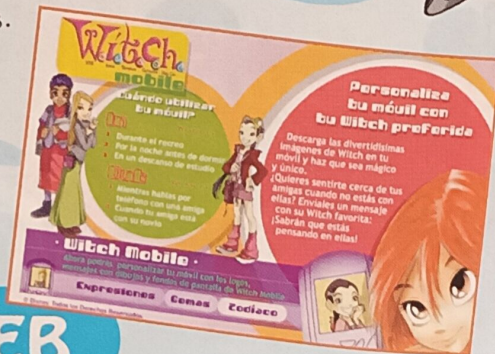 W.i.t.c.h.
mobile
¿Cuándo utilizar
tu móvil?
Durante el recreo
Por la noche antes de dormir
En un descanso de estudio
Mientras hablas por
teléfono con una amiga
Cuando tu amiga está
con su novio
Personaliza
tu móvil con
tu Witch preferida
Descarga las divertidísimas
imágenes de Witch en tu
móvil y haz que sea mágico
y único.
¿Quieres sentirte cerca de tus
amigas cuando no estás con
ellas? Envíales un mensaje
con su Witch favorita:
¡Sabrán que estás
pensando en ellas!
· Witch Mobile ·
Ahora podrás personalizar tu móvil con los logos,
mensajes con dibujos y fondos de pantalla de Witch Mobile
Expresiones Gemas Zodiaco
© Disney. Todos los Derechos Reservados
ER